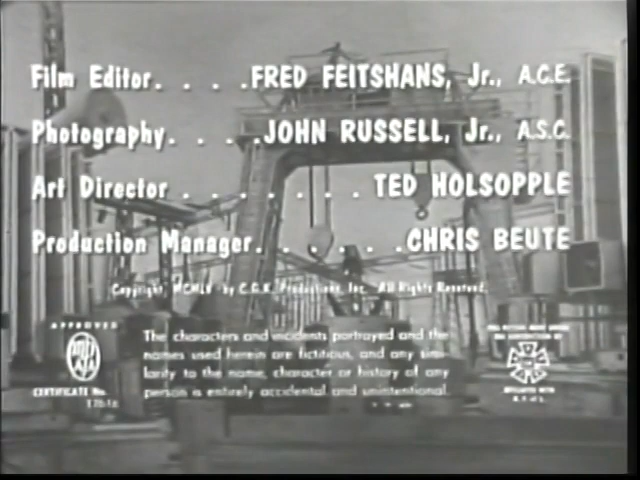 Film Editor. . . . .FRED FEITSHANS, Jr., A.C.E.
Photography. . . . .JOHN RUSSELL, Jr., A.S.C.
Art Director . . . . . . . TED HOLSOPPLE
Production Manager. . . . . .CHRIS BEUTE
Copyright, MCMLV by C.G.K. Productions, Inc. All Rights Reserved.
APPROVED
The characters and incidents portrayed and the
names used herein are fictitious, and any simi-
larity to the name, character or history of any
person is entirely accidental and unintentional.
CERTIFICATE No.